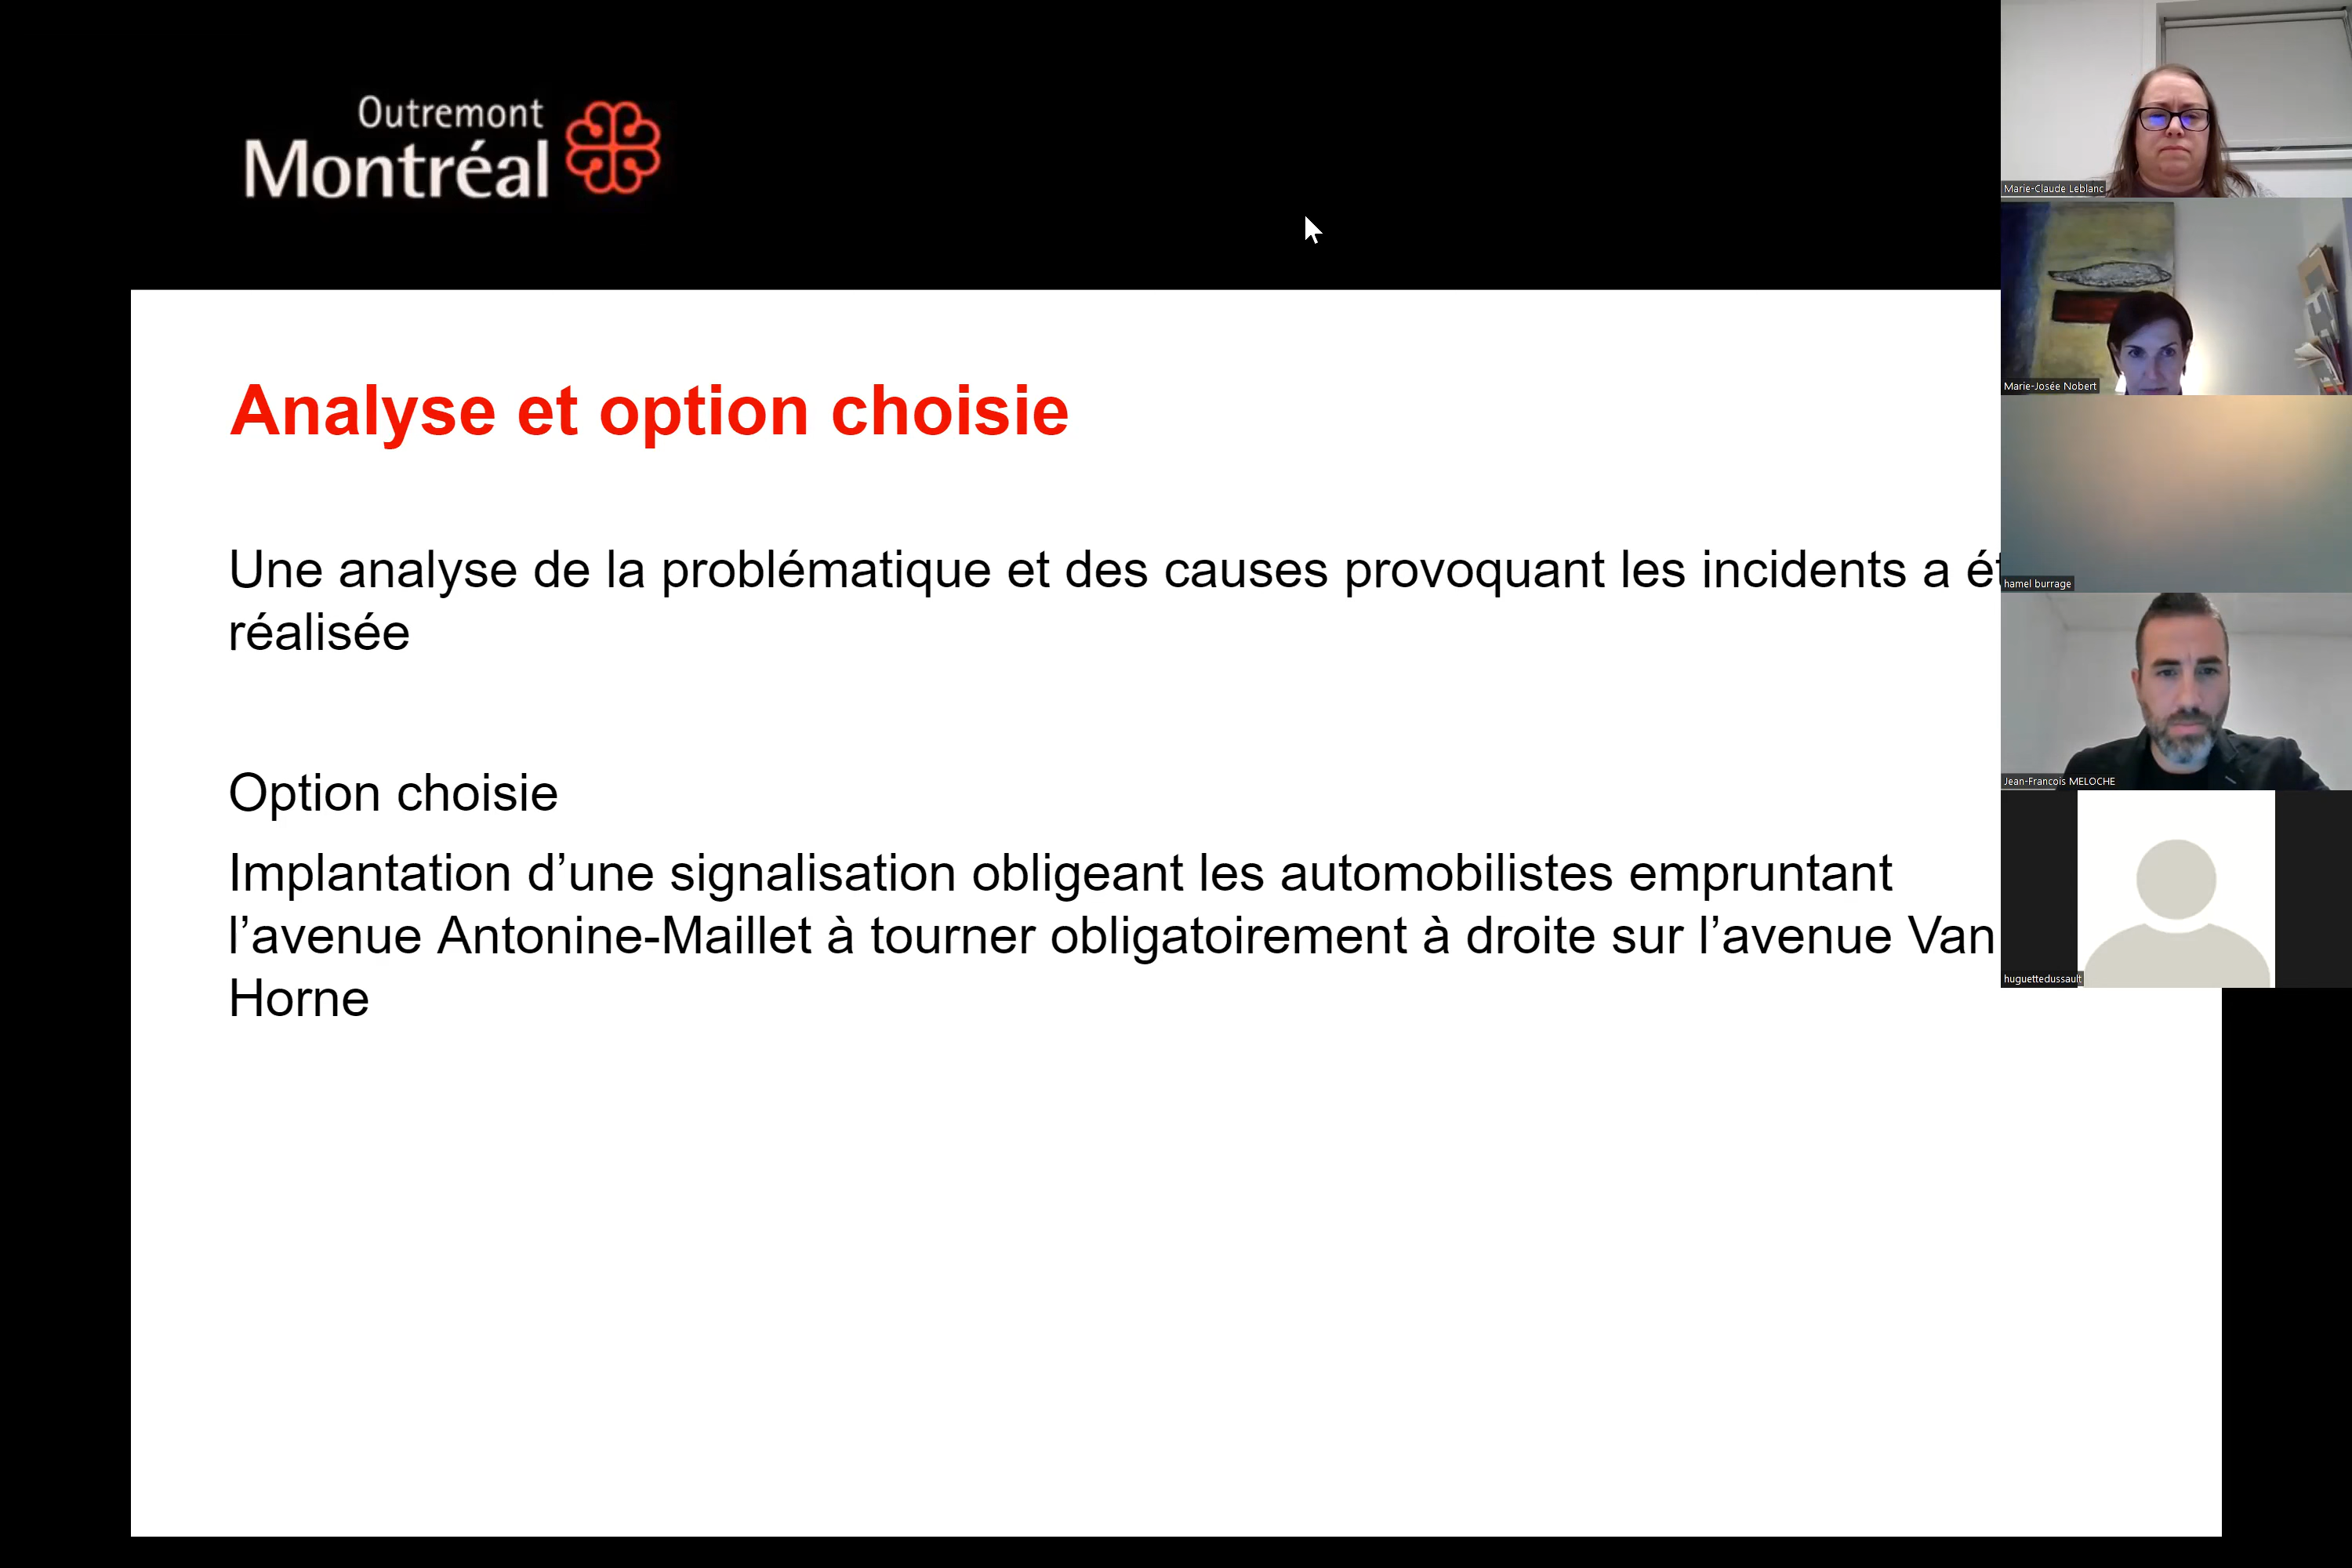 Outremont
Montréal
Analyse et option choisie
Une analyse de la problématique et des causes provoquant les incidents a
réalisée
Option choisie
Implantation d’une signalisation obligeant les automobilistes empruntant
l’avenue Antonine-Maillet à tourner obligatoirement à droite sur l’avenue Van
Horne
Marie-Claude Leblanc
Marie-Josée Nobert
hamel burrage
Jean-Francois MELOCHE
huguettedussault